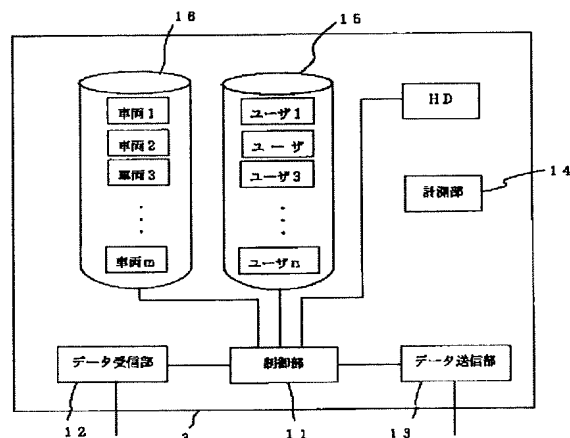 16
15
車両1
車両2
車両3
・
・
・
車両m
ユーザ1
ユーザ
ユーザ3
・
・
・
ユーザn
HD
計測部
14
データ受信部
制御部
データ送信部
12
3
11
13